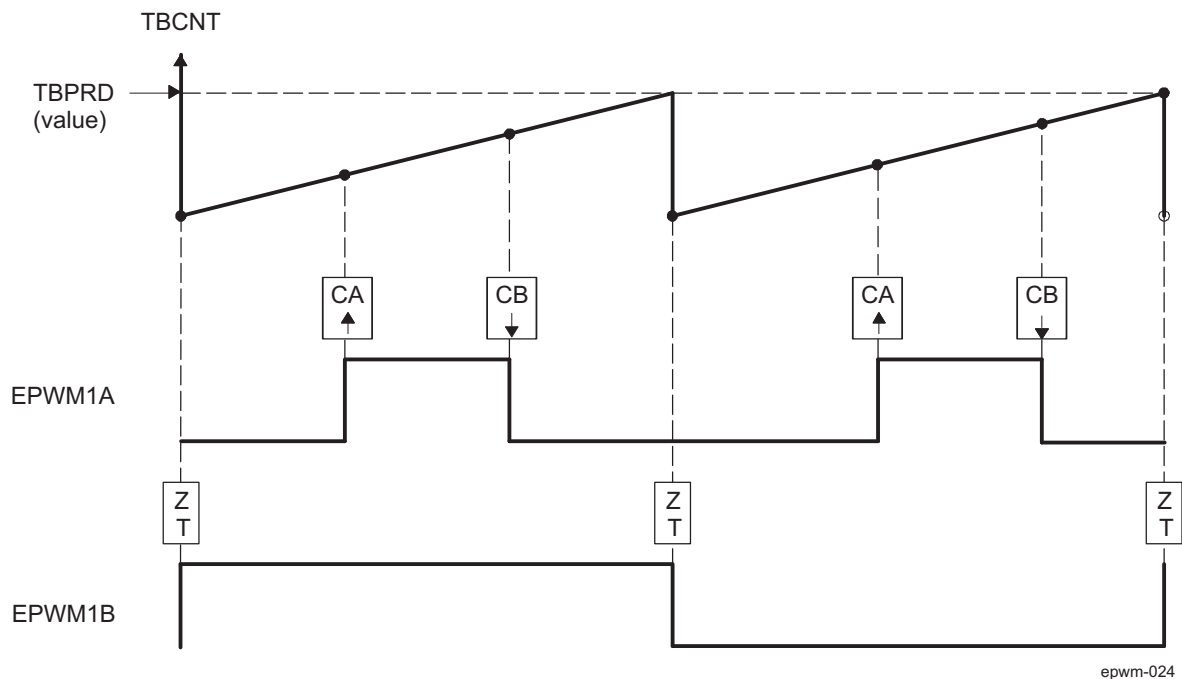 TBCNT
TBPRD
(value)
CA
CB
CA
CB
EPWM1A
Z
T
Z
T
Z
T
EPWM1B
epwm-024